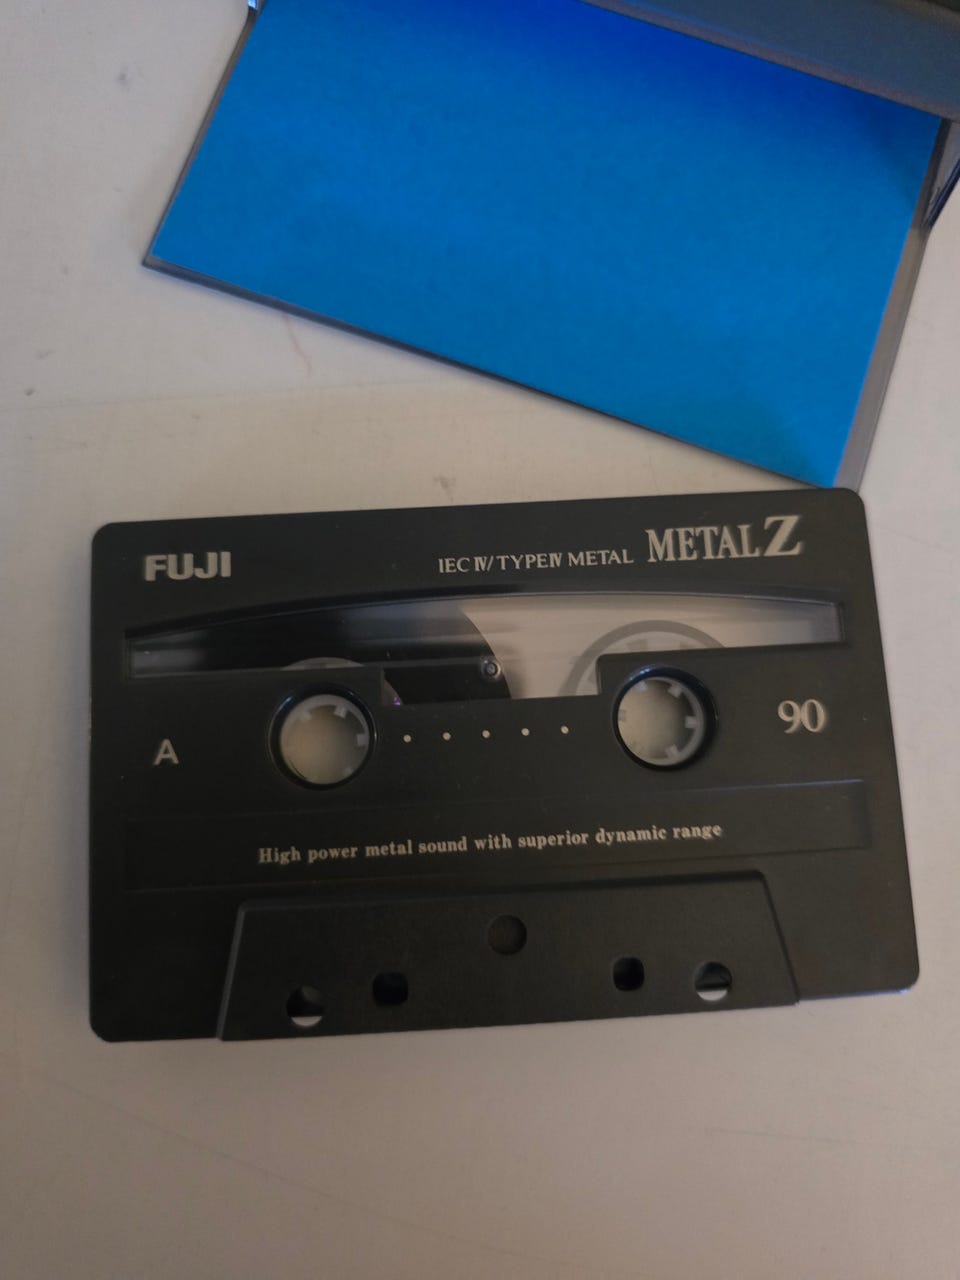 FUJI
IEC IV/TYPE IV METAL METAL Z
A
90
High power metal sound with superior dynamic range